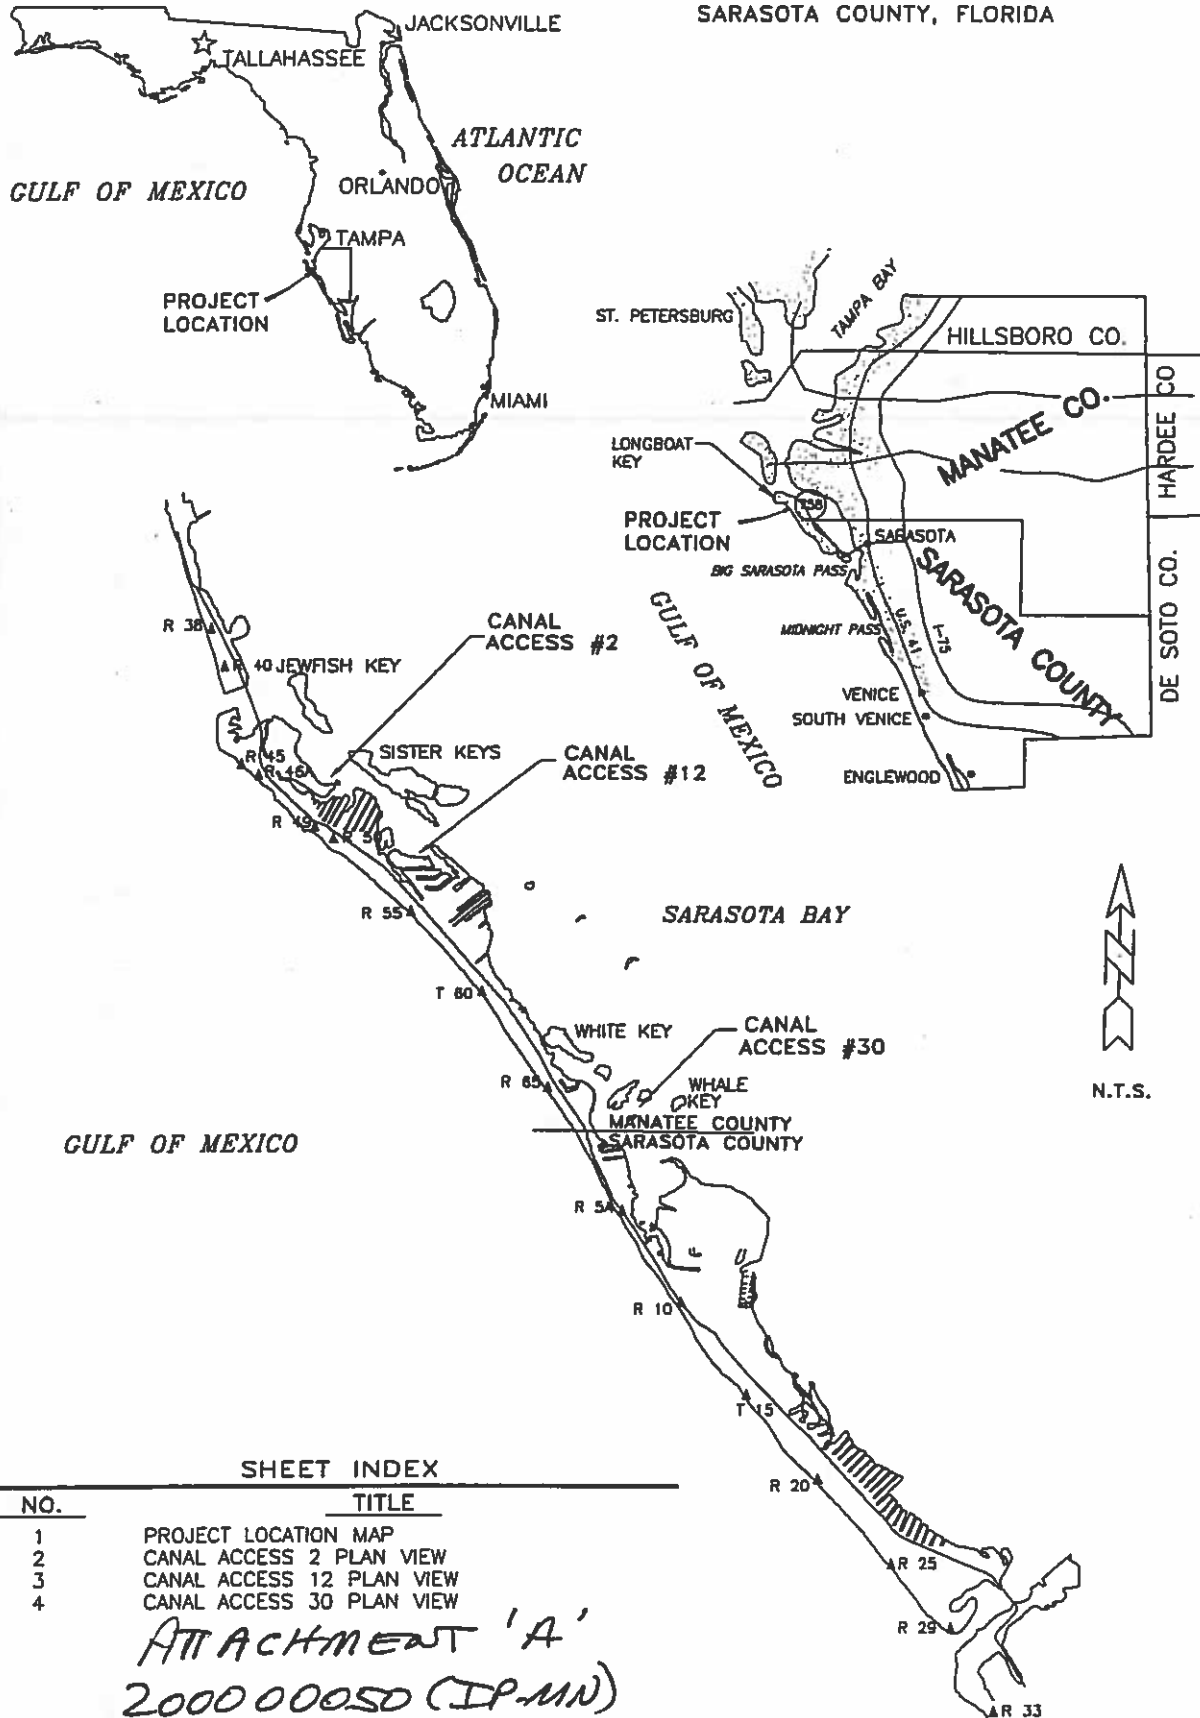 SARASOTA COUNTY, FLORIDA
JACKSONVILLE
TALLAHASSEE
ATLANTIC
OCEAN
GULF OF MEXICO
ORLANDO
TAMPA
PROJECT
LOCATION
MIAMI
ST. PETERSBURG
TAMPA BAY
HILLSBORO CO.
MANATEE CO.
HARDEE CO
LONGBOAT
KEY
PROJECT
LOCATION
SARASOTA
BIG SARASOTA PASS
SARASOTA COUNTY
DE SOTO CO.
GULF OF MEXICO
MIDNIGHT PASS
U.S. 41
I-75
VENICE
SOUTH VENICE
ENGLEWOOD
R 38
R 40
JEWFISH KEY
CANAL
ACCESS #2
SISTER KEYS
CANAL
ACCESS #12
R 45
R 46A
R 49
R 50
R 55
SARASOTA BAY
T 60
WHITE KEY
CANAL
ACCESS #30
R 65
WHALE
KEY
MANATEE COUNTY
SARASOTA COUNTY
N.T.S.
GULF OF MEXICO
R 5A
R 10
T 15
R 20
R 25
R 29
R 33
SHEET INDEX
NO. TITLE
1 PROJECT LOCATION MAP
2 CANAL ACCESS 2 PLAN VIEW
3 CANAL ACCESS 12 PLAN VIEW
4 CANAL ACCESS 30 PLAN VIEW
ATTACHMENT 'A'
200000050 (IP-MN)